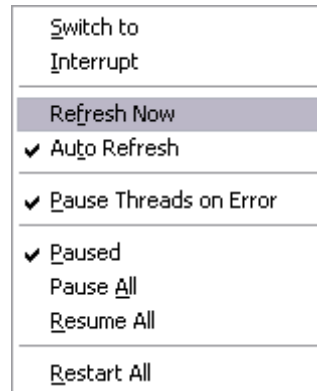 Switch to
Interrupt
Refresh Now
Auto Refresh
Pause Threads on Error
Paused
Pause All
Resume All
Restart All